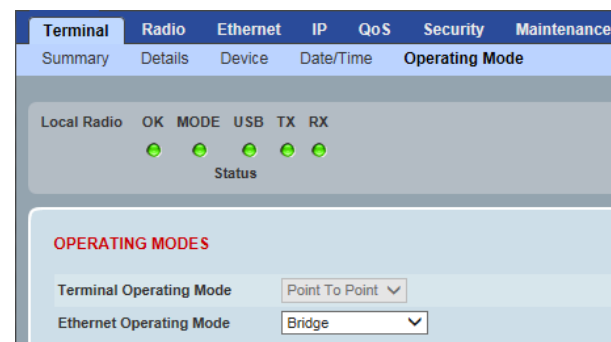 Terminal Radio Ethernet IP QoS Security Maintenance
Summary Details Device Date/Time Operating Mode
Local Radio OK MODE USB TX RX
Status
OPERATING MODES
Terminal Operating Mode Point To Point
Ethernet Operating Mode Bridge